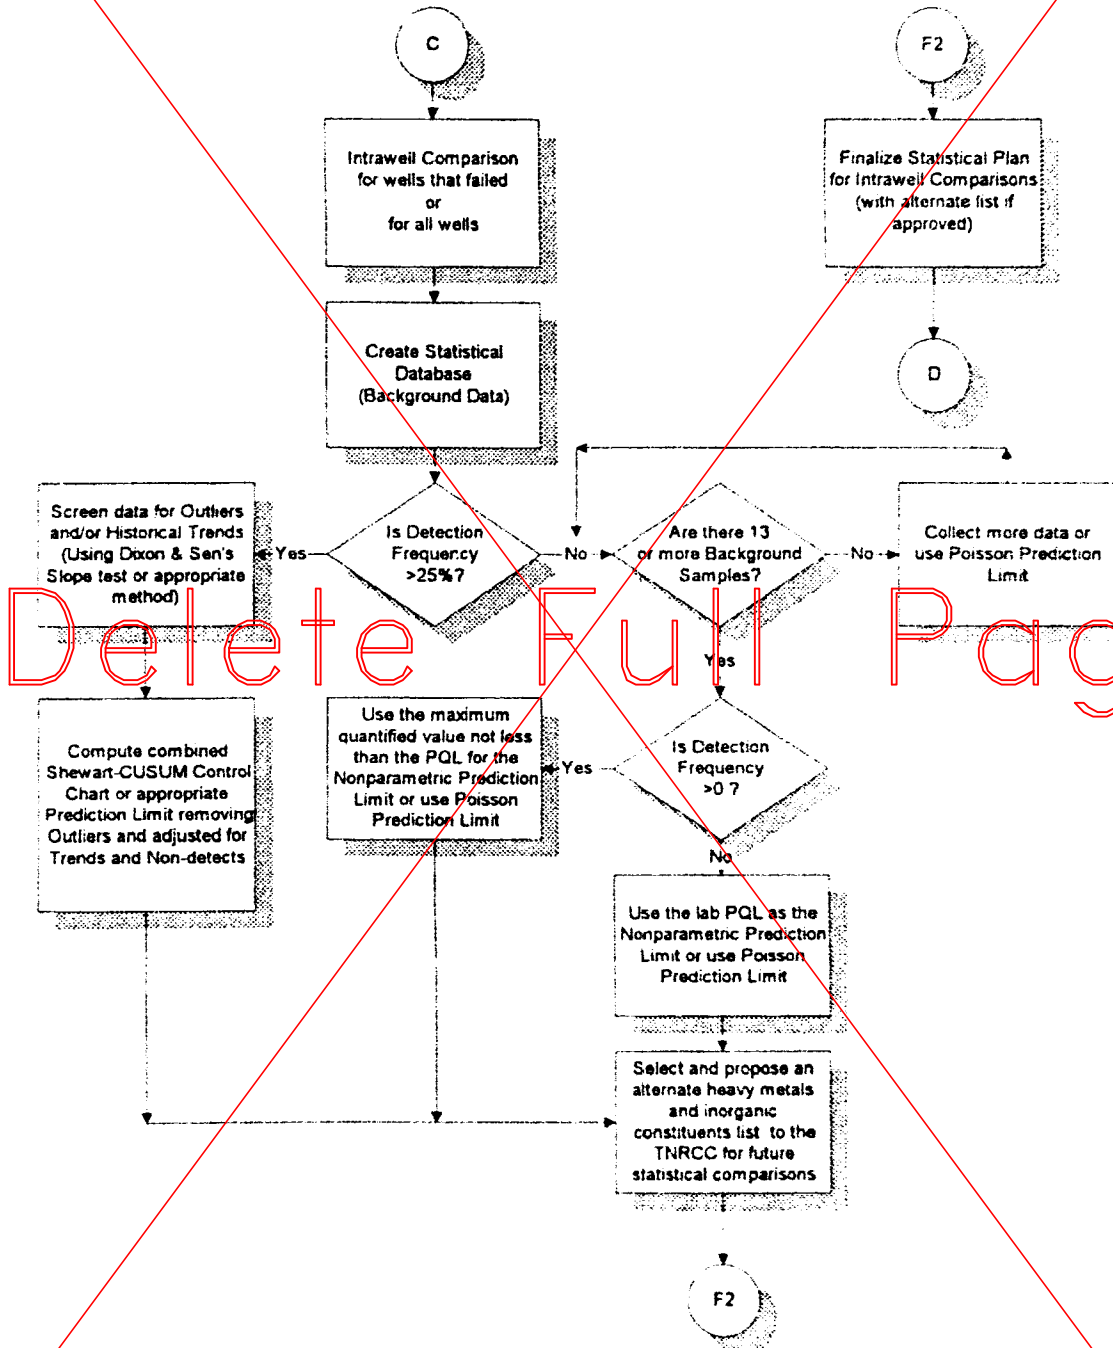 C
Intrawell Comparison
for wells that failed
or
for all wells
Create Statistical
Database
(Background Data)
F2
Finalize Statistical Plan
for Intrawell Comparisons
(with alternate list if
approved)
D
Screen data for Outliers
and/or Historical Trends
(Using Dixon & Sen's
Slope test or appropriate
method)
Yes
Is Detection
Frequency
>25%?
No
Are there 13
or more Background
Samples?
No
Collect more data or
use Poisson Prediction
Limit
Delete Full Pag
Yes
Compute combined
Shewart-CUSUM Control
Chart or appropriate
Prediction Limit removing
Outliers and adjusted for
Trends and Non-detects
Use the maximum
quantified value not less
than the PQL for the
Nonparametric Prediction
Limit or use Poisson
Prediction Limit
Yes
Is Detection
Frequency
>0 ?
No
Use the lab PQL as the
Nonparametric Prediction
Limit or use Poisson
Prediction Limit
Select and propose an
alternate heavy metals
and inorganic
constituents list to the
TNRCC for future
statistical comparisons
F2